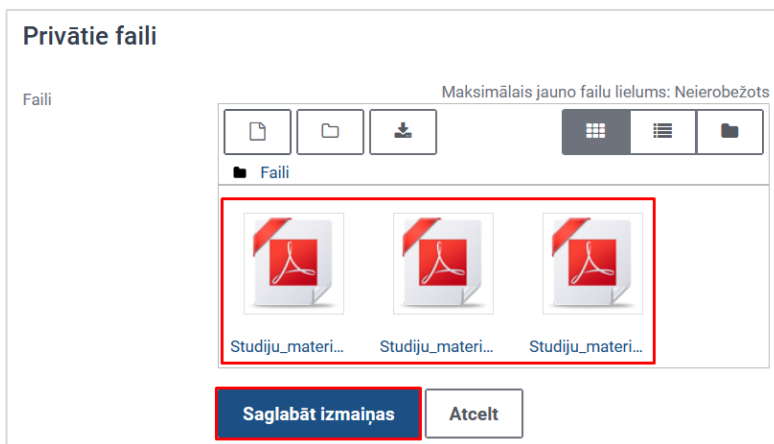 Privātie faili
Maksimālais jauno failu lielums: Neierobežots
Faili
Faili
Studiju_materi... Studiju_materi... Studiju_materi...
Saglabāt izmaiņas Atcelt